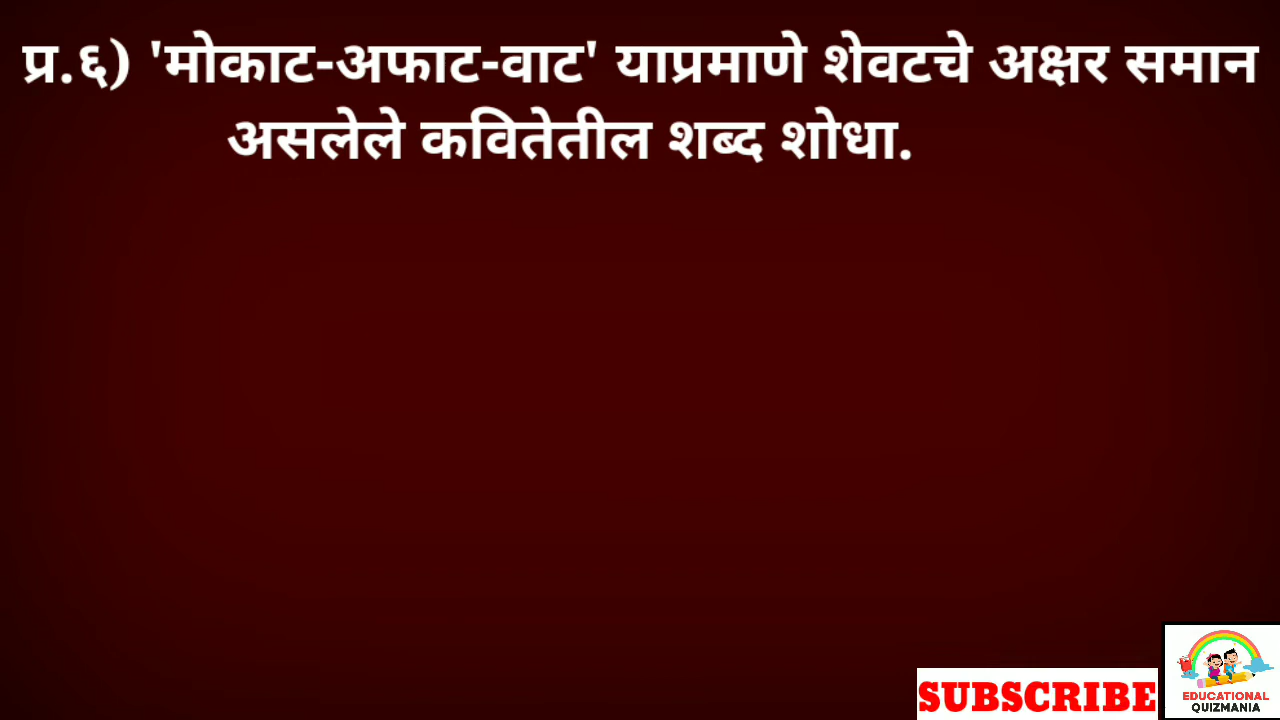 प्र.६) 'मोकाट-अफाट-वाट' याप्रमाणे शेवटचे अक्षर समान
असलेले कवितेतील शब्द शोधा.
SUBSCRIBE
EDUCATIONAL
QUIZMANIA